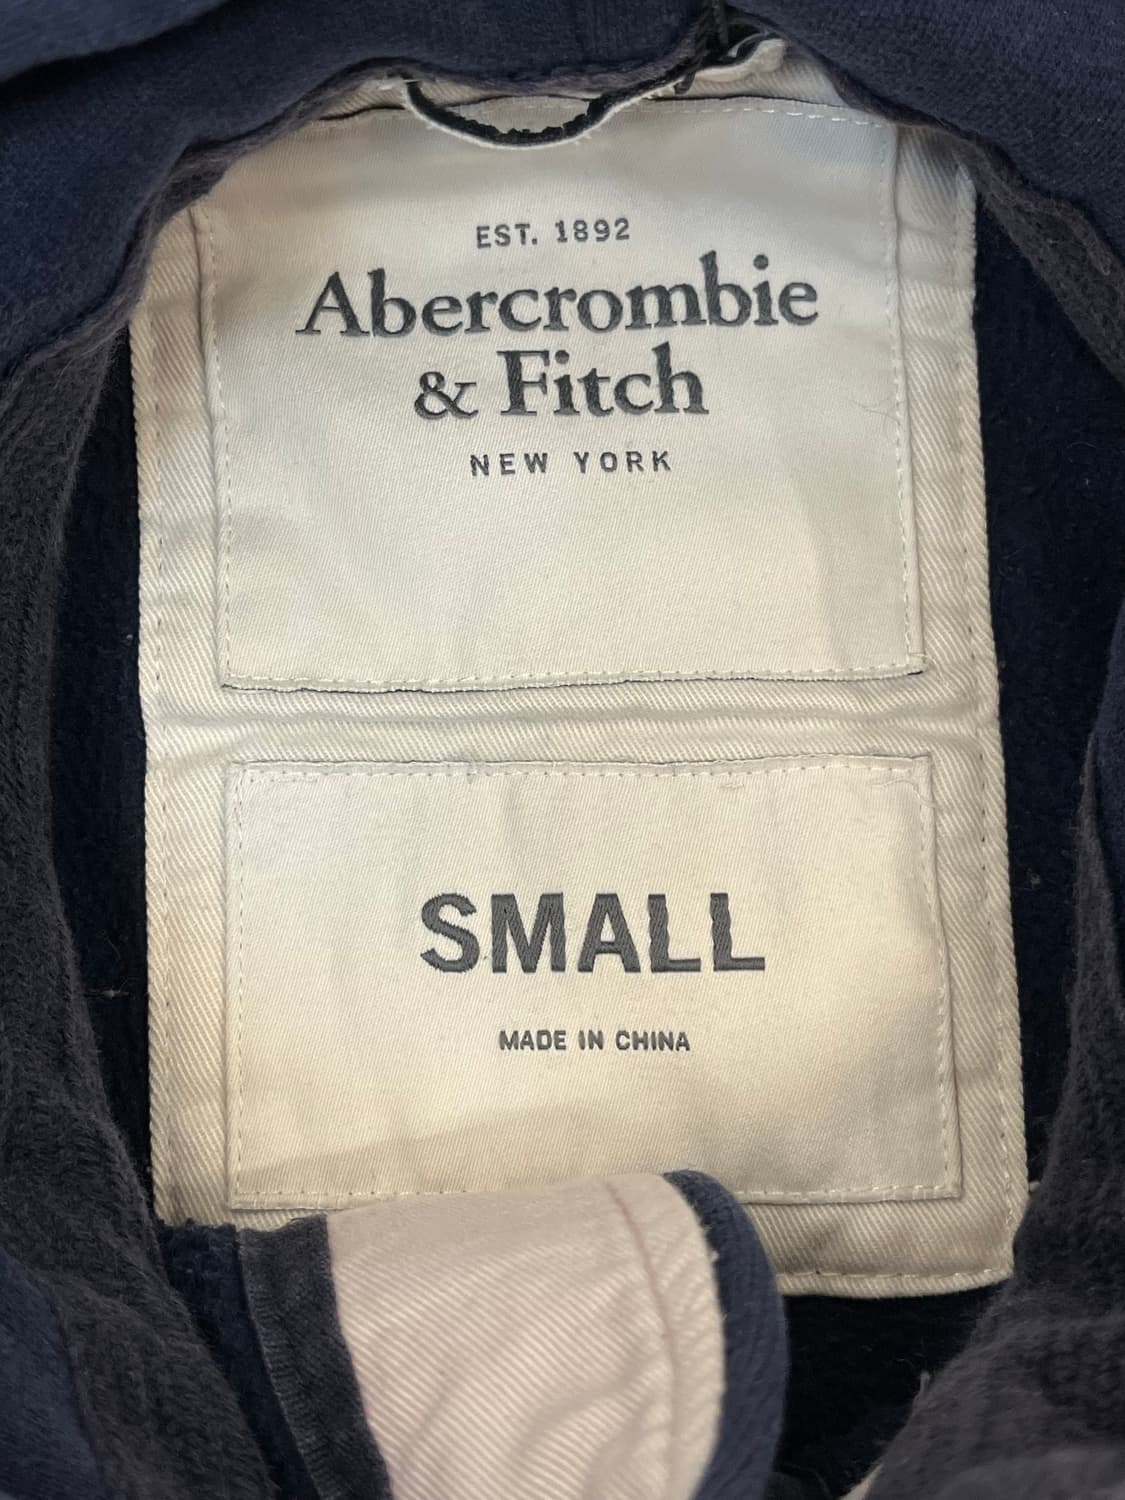 EST. 1892
Abercrombie
& Fitch
NEW YORK
SMALL
MADE IN CHINA